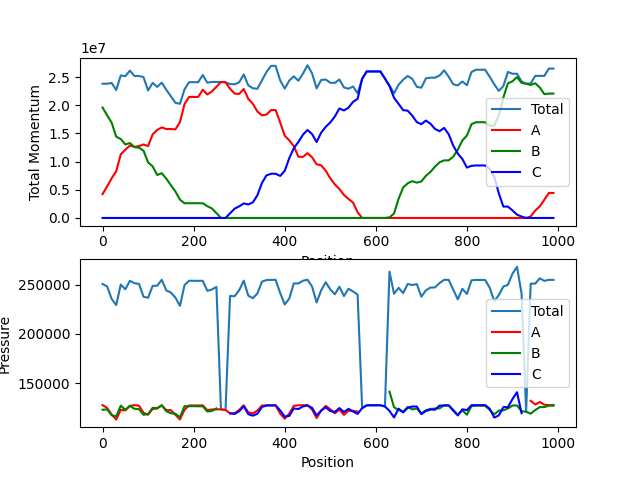 1e7
Total Momentum
2.5
2.0
1.5
1.0
0.5
0.0
0 200 400 600 800 1000
Position
Total
A
B
C
Pressure
250000
200000
150000
0 200 400 600 800 1000
Position
Total
A
B
C